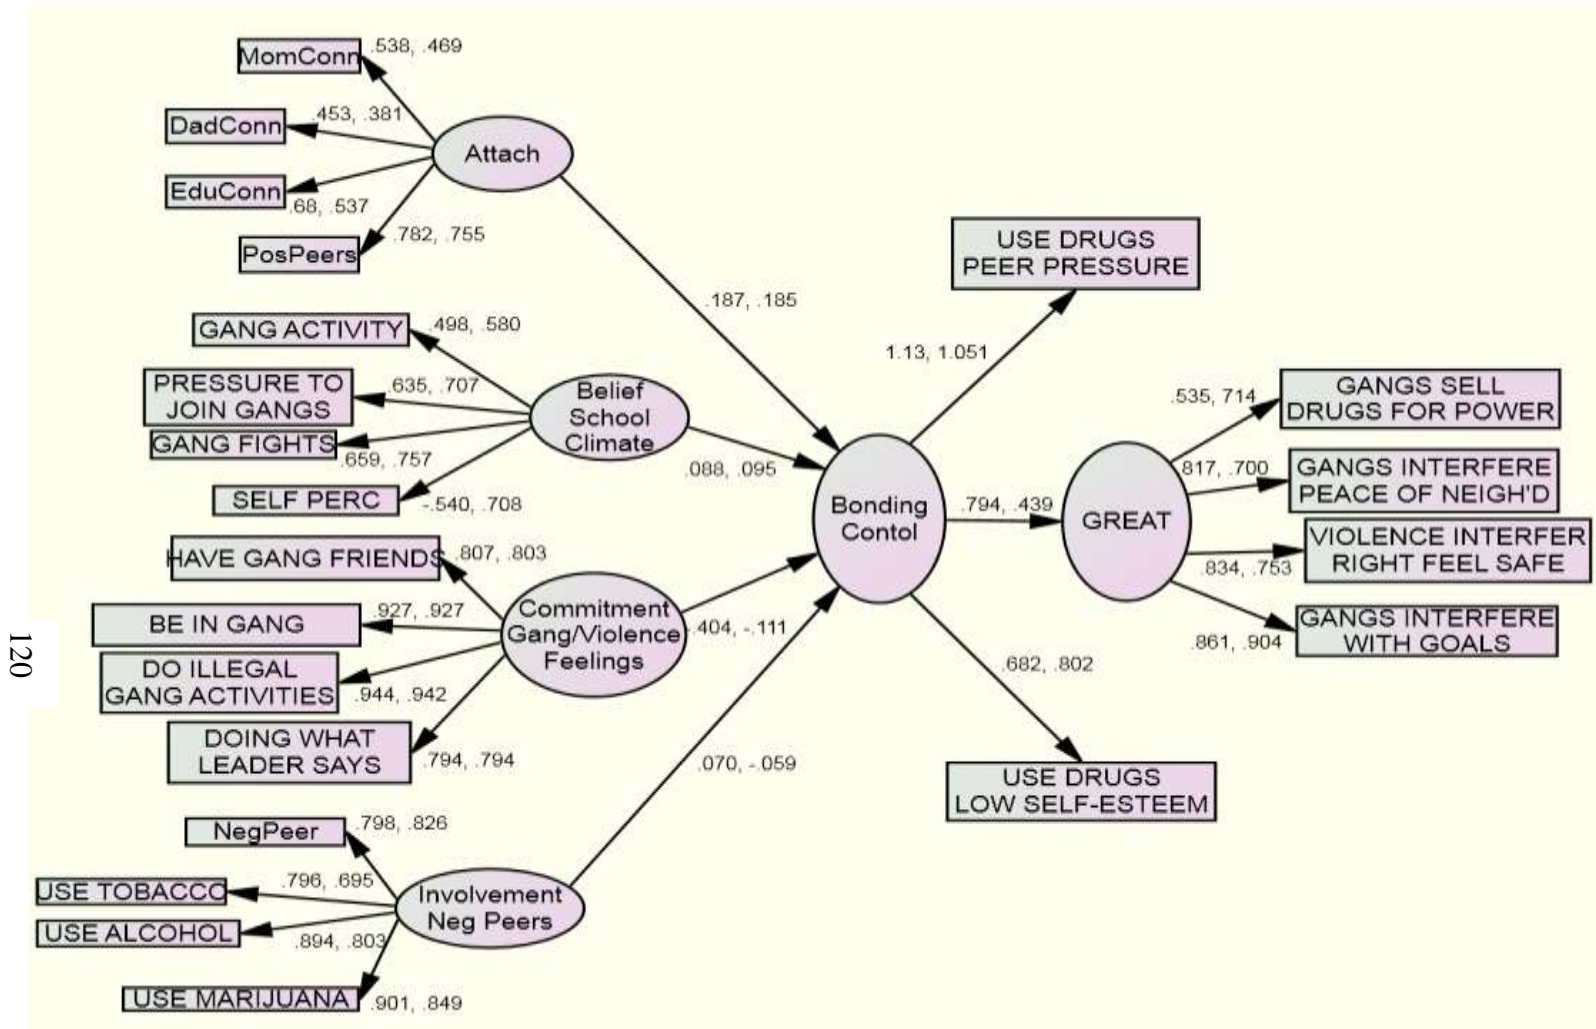 MomConn
.538, .469
DadConn
.453, .381
EduConn
.68, .537
PosPeers
.782, .755
Attach
GANG ACTIVITY
.498, .580
PRESSURE TO
JOIN GANGS
.635, .707
GANG FIGHTS
.659, .757
SELF PERC
-.540, .708
Belief
School
Climate
HAVE GANG FRIENDS
.807, .803
BE IN GANG
.927, .927
DO ILLEGAL
GANG ACTIVITIES
.944, .942
DOING WHAT
LEADER SAYS
.794, .794
Commitment
Gang/Violence
Feelings
NegPeer
.798, .826
USE TOBACCO
.796, .695
USE ALCOHOL
.894, .803
USE MARIJUANA
.901, .849
Involvement
Neg Peers
.187, .185
.088, .095
.404, -.111
.070, -.059
Bonding
Contol
USE DRUGS
PEER PRESSURE
1.13, 1.051
.794, .439
.682, .802
USE DRUGS
LOW SELF-ESTEEM
GREAT
.535, 714
GANGS SELL
DRUGS FOR POWER
817, .700
GANGS INTERFERE
PEACE OF NEIGH'D
.834, .753
VIOLENCE INTERFER
RIGHT FEEL SAFE
.861, .904
GANGS INTERFERE
WITH GOALS
120